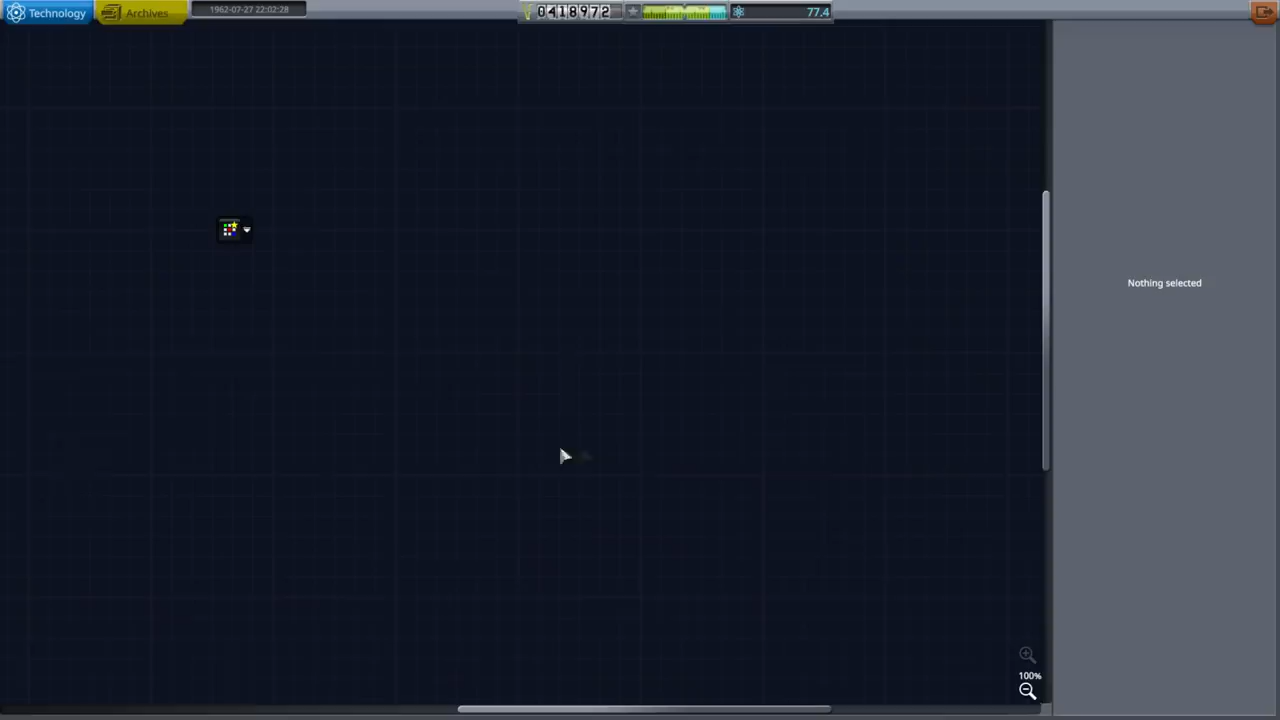 Technology
Archives
1962-07-27 22:02:28
0418972
77.4
Nothing selected
100%